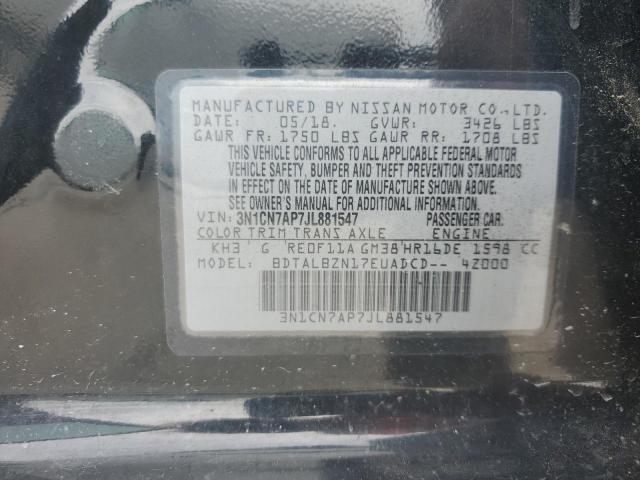 MANUFACTURED BY NISSAN MOTOR CO., LTD.
DATE: 05/18. GVWR: 3426 LBS
GAWR FR: 1750 LBS GAWR RR: 1708 LBS
THIS VEHICLE CONFORMS TO ALL APPLICABLE FEDERAL MOTOR
VEHICLE SAFETY, BUMPER AND THEFT PREVENTION STANDARDS
IN EFFECT ON THE DATE OF MANUFACTURE SHOWN ABOVE.
SEE OWNER'S MANUAL FOR ADDITIONAL INFORMATION.
VIN: 3N1CN7AP7JL881547 PASSENGER CAR.
COLOR TRIM TRANS AXLE ENGINE
KH3 G RE0F11A GM38 HR16DE 1598 CC
MODEL: BDTALBZN17EUADCD-- 4Z000
3N1CN7AP7JL881547